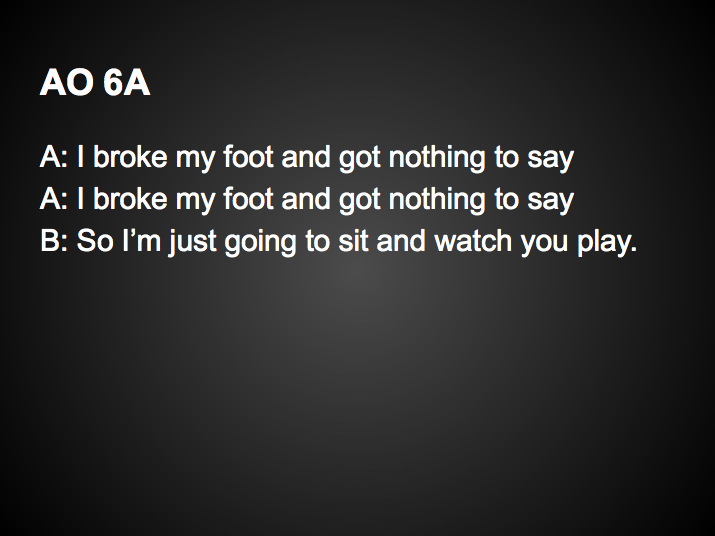 AO 6A
A: I broke my foot and got nothing to say
A: I broke my foot and got nothing to say
B: So I’m just going to sit and watch you play.